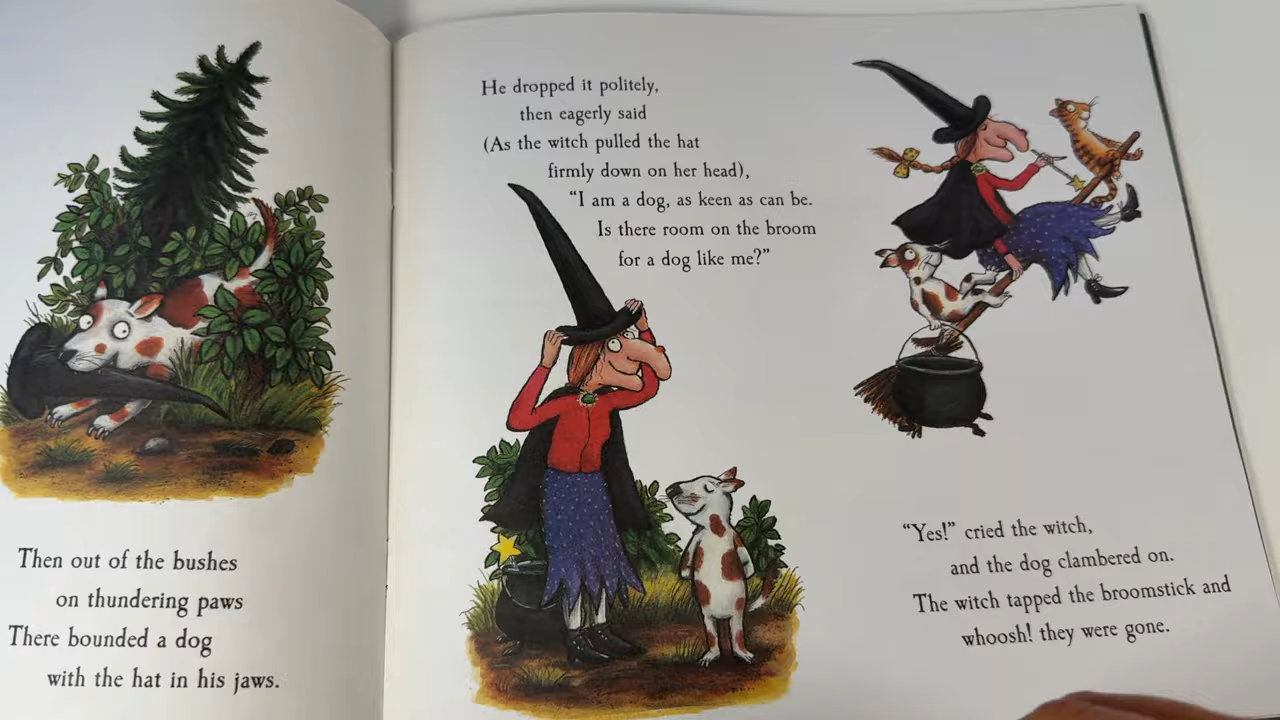 Then out of the bushes
on thundering paws
There bounded a dog
with the hat in his jaws.
He dropped it politely,
then eagerly said
(As the witch pulled the hat
firmly down on her head),
“I am a dog, as keen as can be.
Is there room on the broom
for a dog like me?”
“Yes!” cried the witch,
and the dog clambered on.
The witch tapped the broomstick and
whoosh! they were gone.